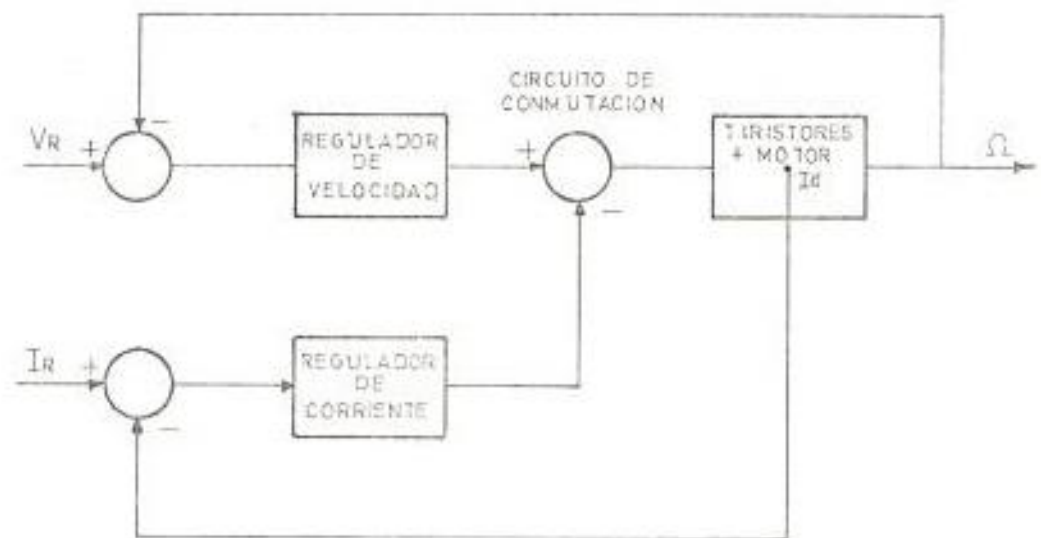 CIRCUITO DE
CONMUTACION
VR
+
−
REGULADOR
DE
VELOCIDAD
+
−
TIRISTORES
+ MOTOR
Id
Ω
IR
+
−
REGULADOR
DE
CORRIENTE